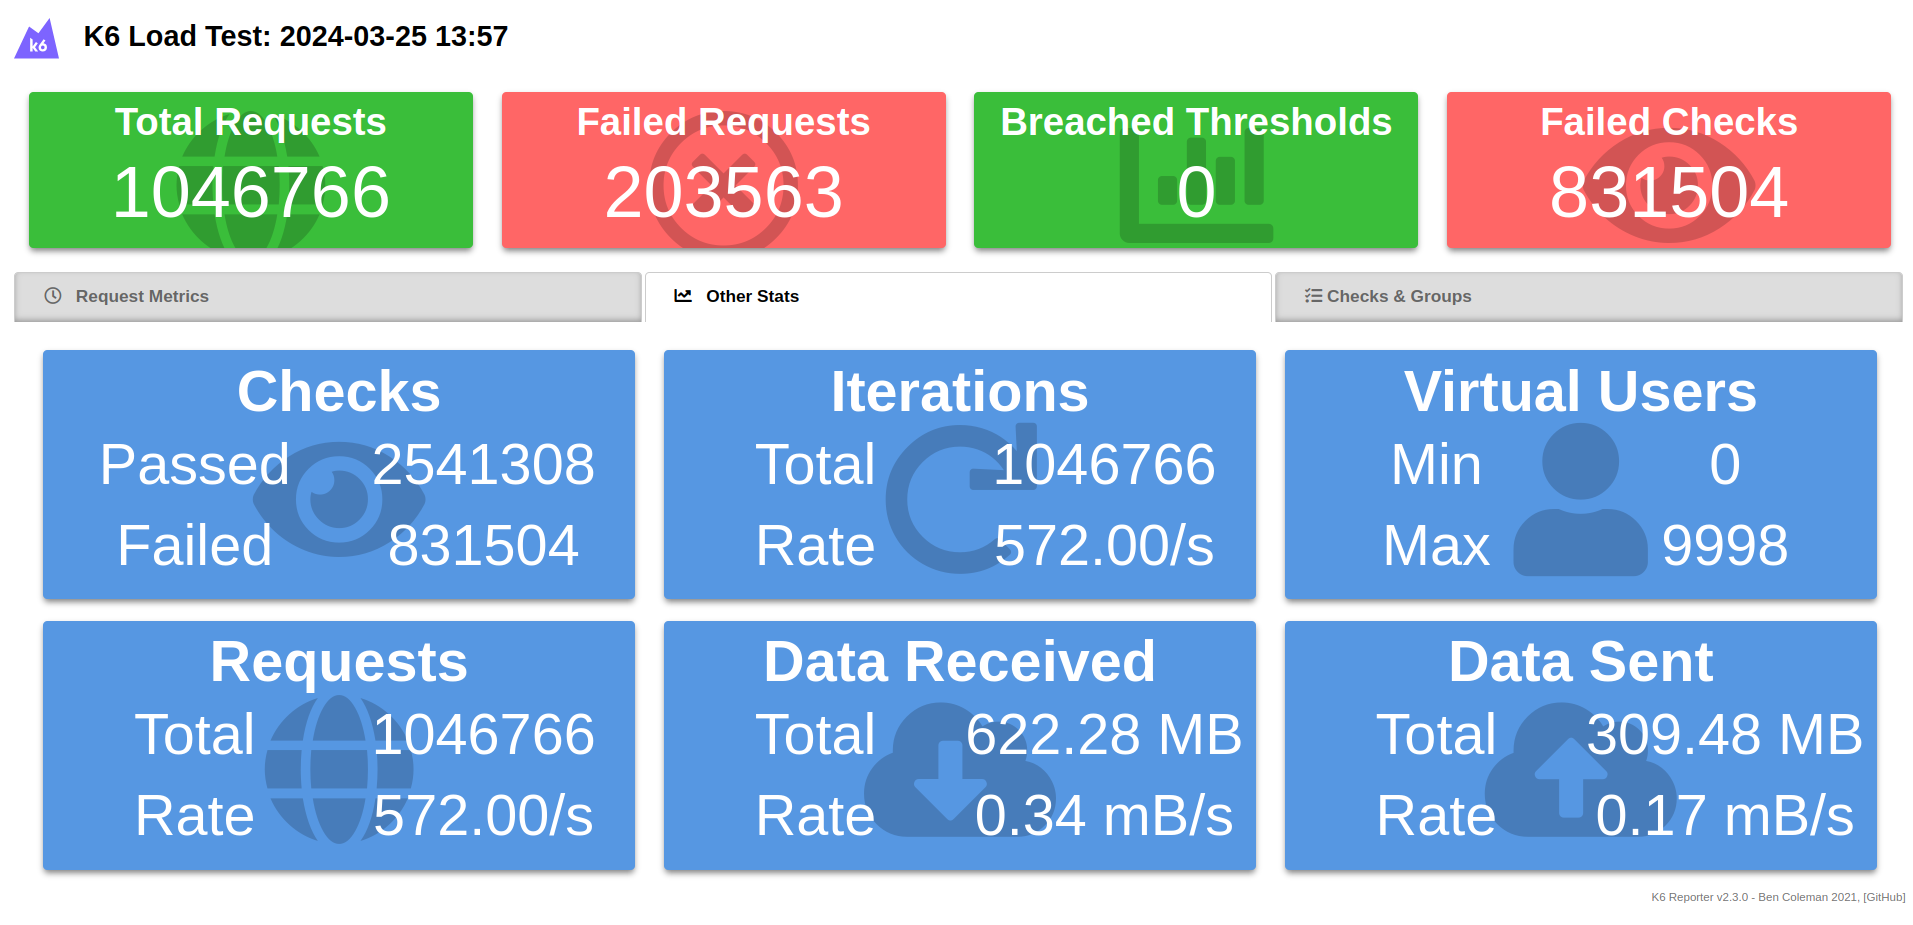 k6
K6 Load Test: 2024-03-25 13:57
Total Requests
1046766
Failed Requests
203563
Breached Thresholds
0
Failed Checks
831504
Request Metrics
Other Stats
Checks & Groups
Checks
Passed 2541308
Failed 831504
Iterations
Total 1046766
Rate 572.00/s
Virtual Users
Min 0
Max 9998
Requests
Total 1046766
Rate 572.00/s
Data Received
Total 622.28 MB
Rate 0.34 mB/s
Data Sent
Total 309.48 MB
Rate 0.17 mB/s
K6 Reporter v2.3.0 - Ben Coleman 2021, [GitHub]